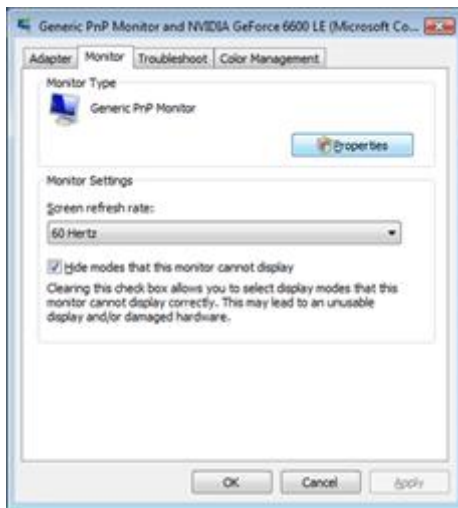 Generic PnP Monitor and NVIDIA GeForce 6600 LE (Microsoft Co...
Adapter Monitor Troubleshoot Color Management
Monitor Type
Generic PnP Monitor
Properties
Monitor Settings
Screen refresh rate:
60 Hertz
Hide modes that this monitor cannot display
Clearing this check box allows you to select display modes that this
monitor cannot display correctly. This may lead to an unusable
display and/or damaged hardware.
OK Cancel Apply